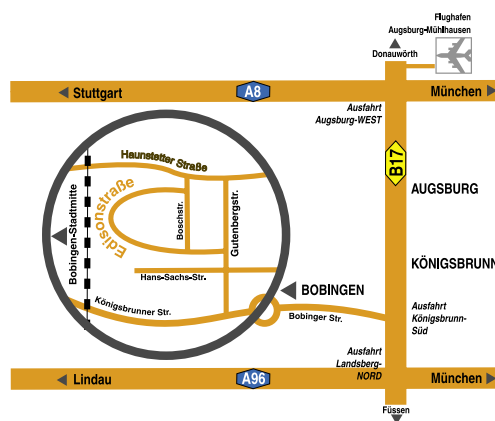 Flughafen
Augsburg-Mühlhausen
Donauwörth
Stuttgart
A8
München
Ausfahrt
Augsburg-WEST
B17
Haunstetter Straße
Edisonstraße
Boschstr.
Gutenbergstr.
Bobingen-Stadtmitte
AUGSBURG
Hans-Sachs-Str.
KÖNIGSBRUNN
BOBINGEN
Königsbrunner Str.
Bobinger Str.
Ausfahrt
Königsbrunn-
Süd
Ausfahrt
Landsberg-
NORD
Lindau
A96
München
Füssen